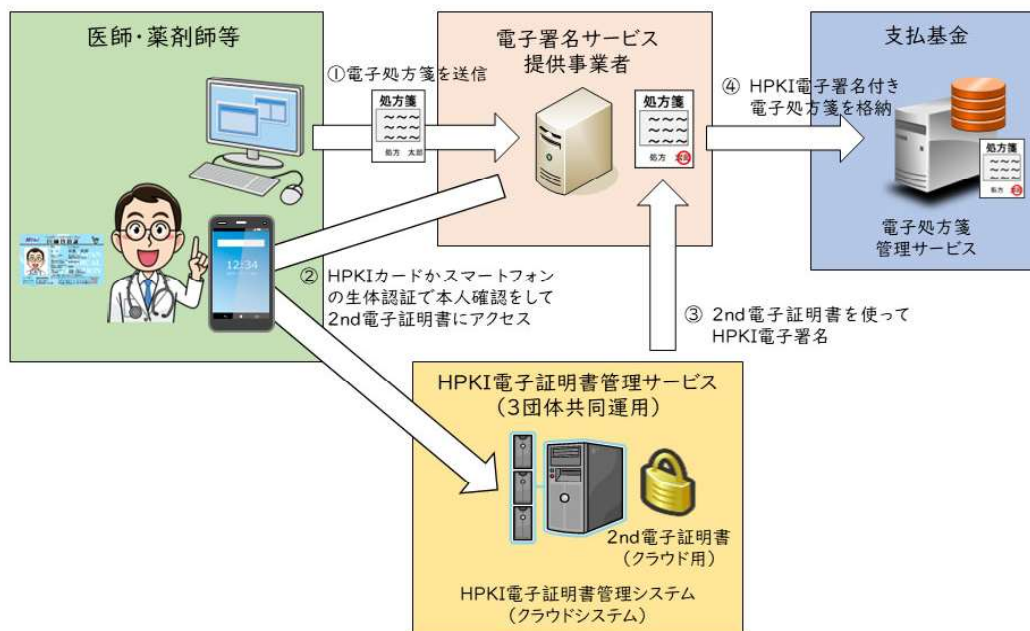 医師・薬剤師等
電子署名サービス
提供事業者
支払基金
①電子処方箋を送信
処方箋
処方 太郎
処方箋
処方
④ HPKI電子署名付き
電子処方箋を格納
処方箋
処方
電子処方箋
管理サービス
12:34
② HPKIカードかスマートフォン
の生体認証で本人確認をして
2nd電子証明書にアクセス
③ 2nd電子証明書を使って
HPKI電子署名
HPKI電子証明書管理サービス
(3団体共同運用)
2nd電子証明書
(クラウド用)
HPKI電子証明書管理システム
(クラウドシステム)